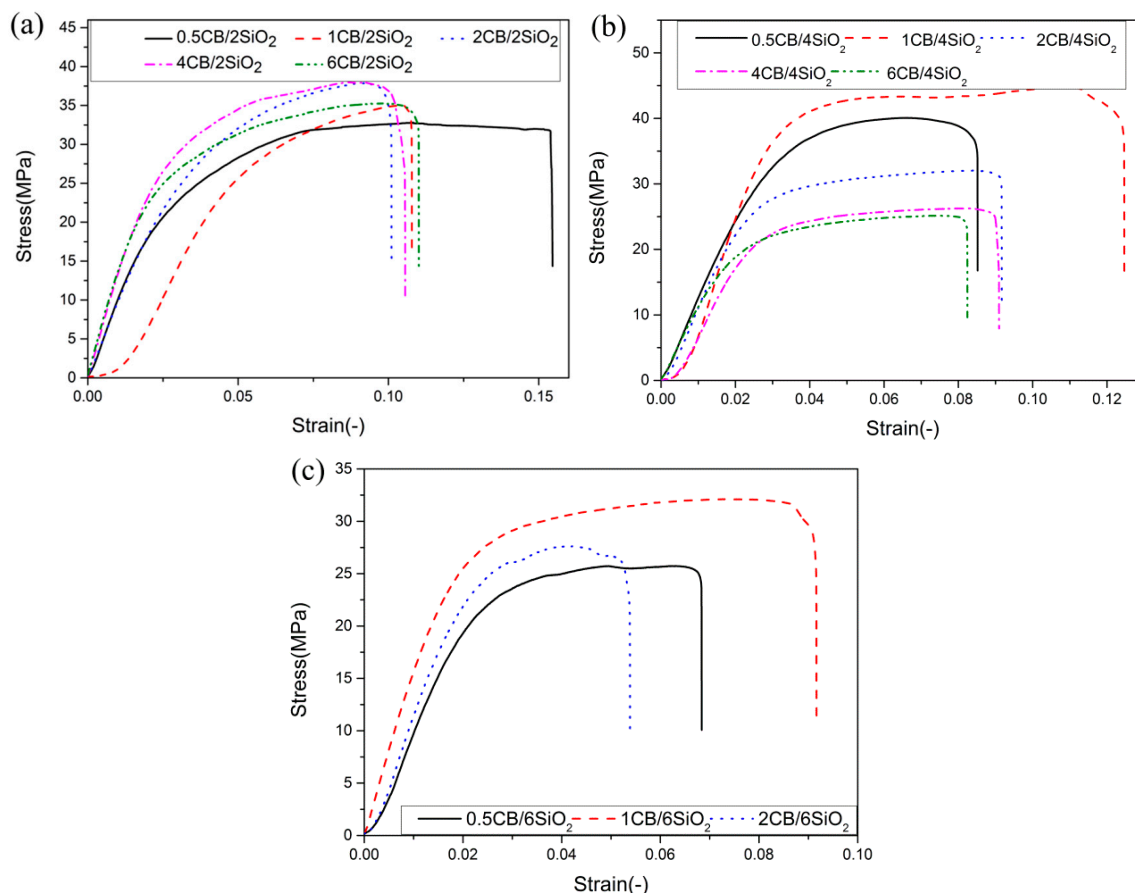 (a)
0.5CB/2SiO₂ 1CB/2SiO₂ 2CB/2SiO₂
4CB/2SiO₂ 6CB/2SiO₂
45
40
35
30
25
20
15
10
5
0
Stress(MPa)
0.00 0.05 0.10 0.15
Strain(-)
(b)
0.5CB/4SiO₂ 1CB/4SiO₂ 2CB/4SiO₂
4CB/4SiO₂ 6CB/4SiO₂
50
40
30
20
10
0
Stress(MPa)
0.00 0.02 0.04 0.06 0.08 0.10 0.12
Strain(-)
(c)
35
30
25
20
15
10
5
0
Stress(MPa)
0.5CB/6SiO₂ 1CB/6SiO₂ 2CB/6SiO₂
0.00 0.02 0.04 0.06 0.08 0.10
Strain(-)